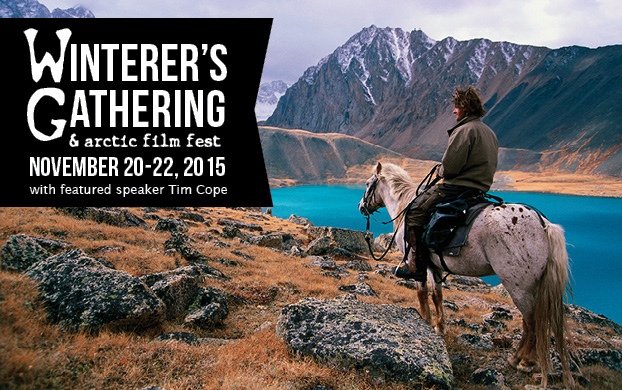 WINTERER'S
GATHERING
& arctic film fest
NOVEMBER 20-22, 2015
with featured speaker Tim Cope